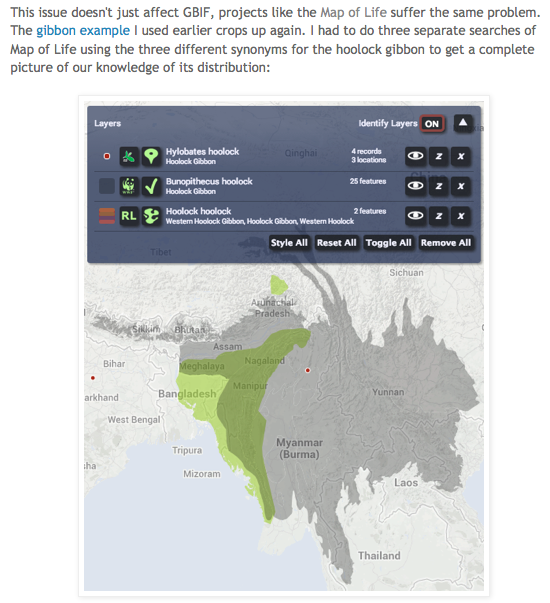 This issue doesn't just affect GBIF, projects like the Map of Life suffer the same problem.
The gibbon example I used earlier crops up again. I had to do three separate searches of
Map of Life using the three different synonyms for the hoolock gibbon to get a complete
picture of our knowledge of its distribution:
Layers
Identify Layers ON
Hylobates hoolock
Hoolock Gibbon
4 records
3 locations
Z X
Qinghai
WWF
Bunopithecus hoolock
Hoolock Gibbon
25 features
Z X
RL
Hoolock hoolock
Western Hoolock Gibbon, Hoolock Gibbon, Western Hoolock
2 features
Z X
Style All Reset All Toggle All Remove All
Tibet
Sichuan
Arunachal
Pradesh
Sikkim Bhutan
Assam
Bihar
Meghalaya
Nagaland
arkhand
Bangladesh
Manipur
Yunnan
West Bengal
Myanmar
(Burma)
Tripura
sha
Mizoram
Laos
Thailand